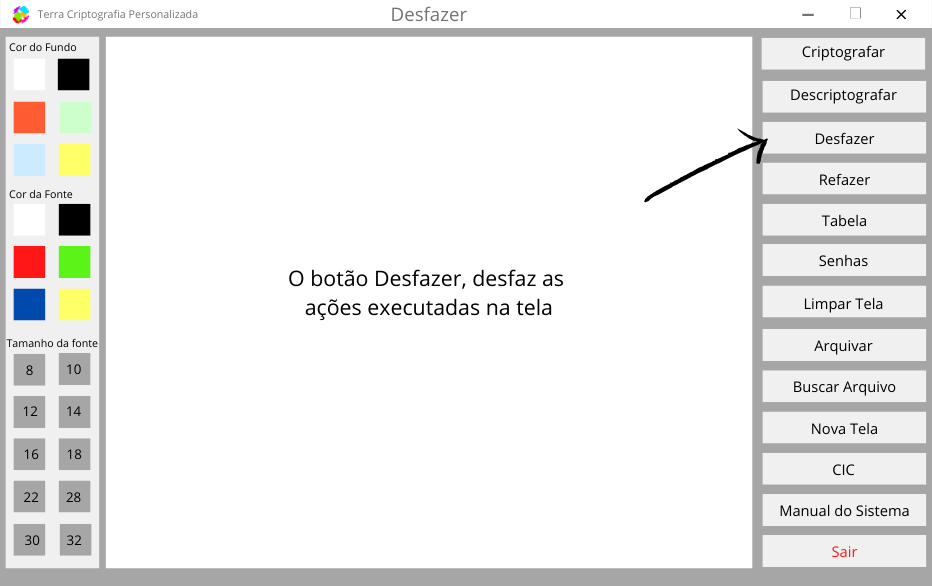 Terra Criptografia Personalizada
Desfazer
Cor do Fundo
Cor da Fonte
Tamanho da fonte
8 10
12 14
16 18
22 28
30 32
O botão Desfazer, desfaz as
ações executadas na tela
Criptografar
Descriptografar
Desfazer
Refazer
Tabela
Senhas
Limpar Tela
Arquivar
Buscar Arquivo
Nova Tela
CIC
Manual do Sistema
Sair